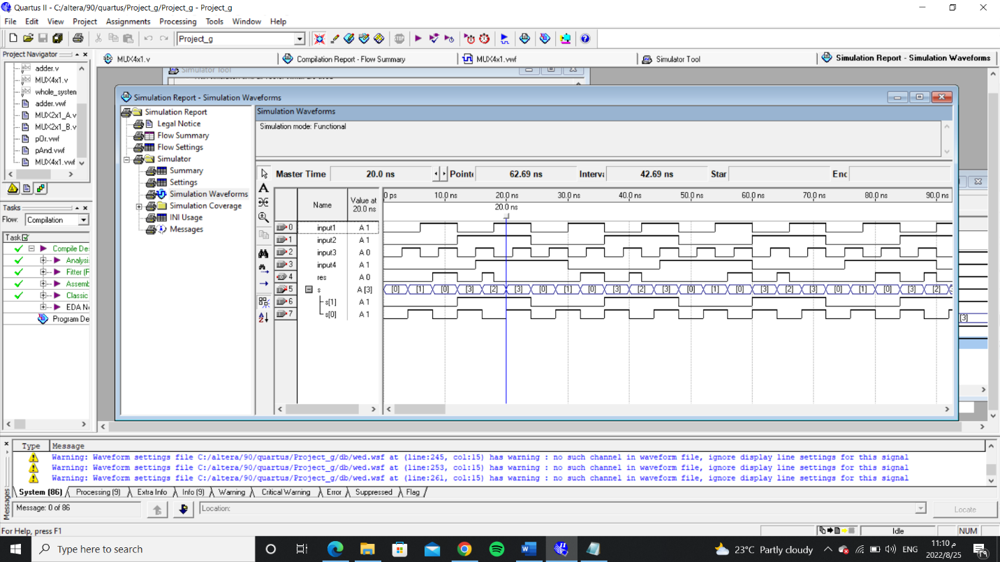 Quartus II - C:/altera/90/quartus/Project_g/Project_g - Project_g
File Edit View Project Assignments Processing Tools Window Help
Project_g
Project Navigator
MUX4x1.v
Compilation Report - Flow Summary
MUX4x1.vwf
Simulator Tool
Simulation Report - Simulation Waveforms
adder.v
MUX4x1.v
whole_system
adder.vwf
MUX2x1_A.v
MUX2x1_B.v
pOr.vwf
pAnd.vwf
MUX4x1.vwf
Tasks
Flow: Compilation
Task
Compile De:
Analysi:
Fitter (F
Assemb
Classic
EDA N
Program De
Simulator Tool
Simulation Report - Simulation Waveforms
Simulation Report
Legal Notice
Flow Summary
Flow Settings
Simulator
Summary
Settings
Simulation Waveforms
Simulation Coverage
INI Usage
Messages
Simulation Waveforms
Simulation mode: Functional
Master Time 20.0 ns Point 62.69 ns Interv 42.69 ns Star Enc
Name Value at 20.0 ns
0 ps 10.0 ns 20.0 ns 30.0 ns 40.0 ns 50.0 ns 60.0 ns 70.0 ns 80.0 ns 90.0 ns
20.0 ns
0 input1 A 1
1 input2 A 1
2 input3 A 0
3 input4 A 1
4 res A 0
5 s A [3] [0] [1] [0] [3] [2] [3] [0] [1] [0] [3] [2] [3] [0] [1] [0] [3] [2] [3] [0] [1] [0] [3] [2]
6 s[1] A 1
7 s[0] A 1
[3]
Type Message
Warning: Waveform settings file C:/altera/90/quartus/Project_g/db/wed.wsf at (line:245, col:15) has warning : no such channel in waveform file, ignore display line settings for this signal
Warning: Waveform settings file C:/altera/90/quartus/Project_g/db/wed.wsf at (line:253, col:15) has warning : no such channel in waveform file, ignore display line settings for this signal
Warning: Waveform settings file C:/altera/90/quartus/Project_g/db/wed.wsf at (line:261, col:15) has warning : no such channel in waveform file, ignore display line settings for this signal
System (86) Processing (9) Extra Info Info (9) Warning Critical Warning Error Suppressed Flag
Messages
Message: 0 of 86
Location:
Locate
For Help, press F1
Idle
NUM
Type here to search
23°C Partly cloudy
ENG
11:10 م
2022/8/25